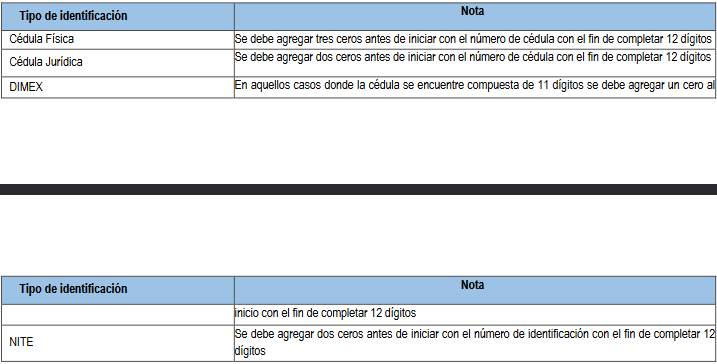 Tipo de identificación
Nota
Cédula Física
Se debe agregar tres ceros antes de iniciar con el número de cédula con el fin de completar 12 dígitos
Cédula Jurídica
Se debe agregar dos ceros antes de iniciar con el número de cédula con el fin de completar 12 dígitos
DIMEX
En aquellos casos donde la cédula se encuentre compuesta de 11 dígitos se debe agregar un cero al
Tipo de identificación
Nota
inicio con el fin de completar 12 dígitos
NITE
Se debe agregar dos ceros antes de iniciar con el número de identificación con el fin de completar 12
dígitos